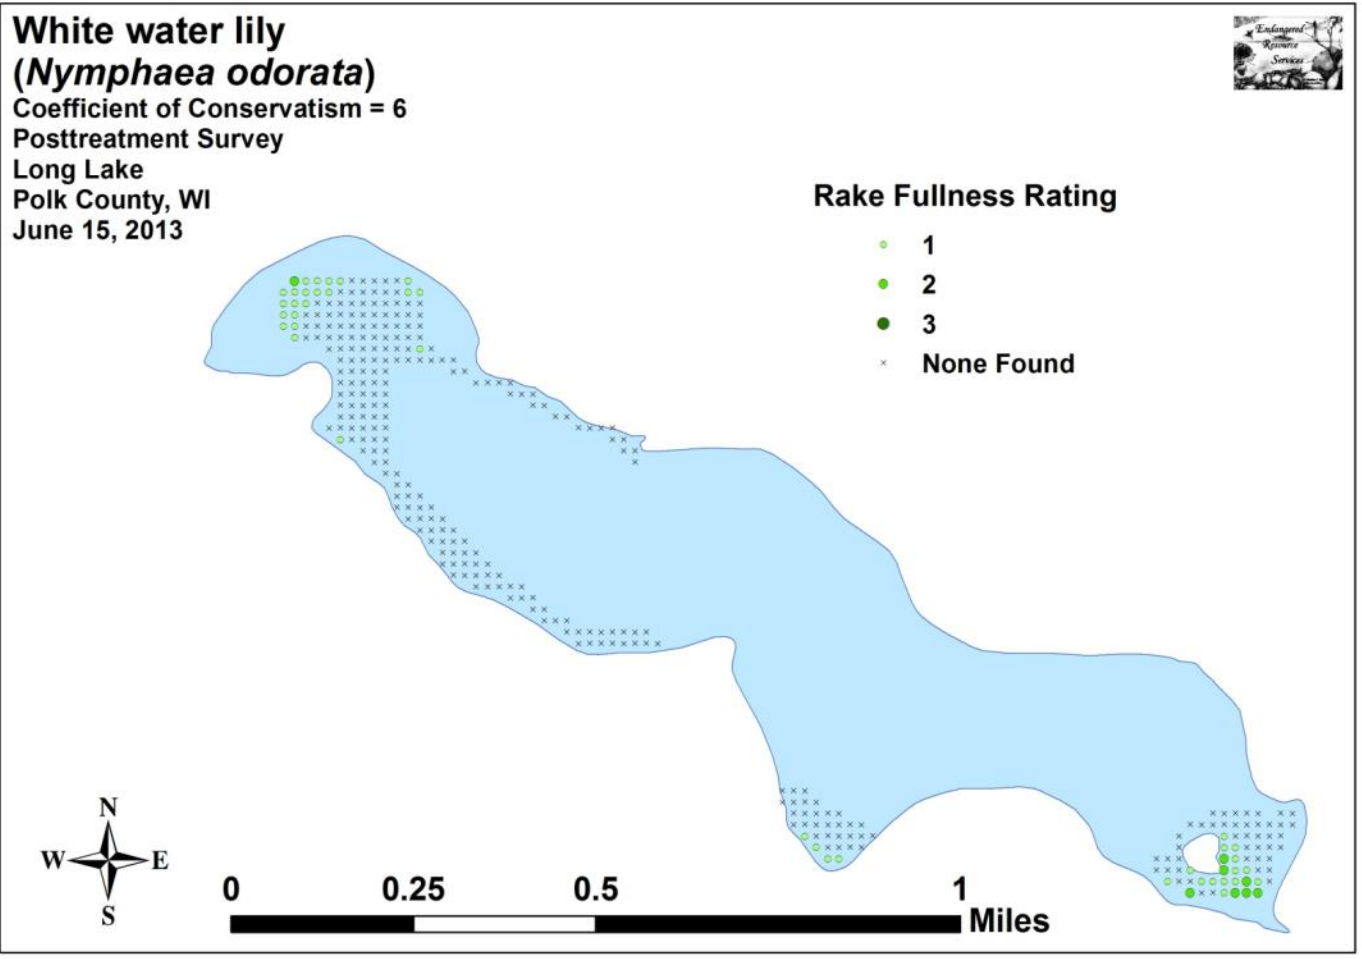 White water lily
(Nymphaea odorata)
Coefficient of Conservatism = 6
Posttreatment Survey
Long Lake
Polk County, WI
June 15, 2013
Endangered
Resource
Services
Rake Fullness Rating
1
2
3
None Found
N
W E
S
0 0.25 0.5 1
Miles